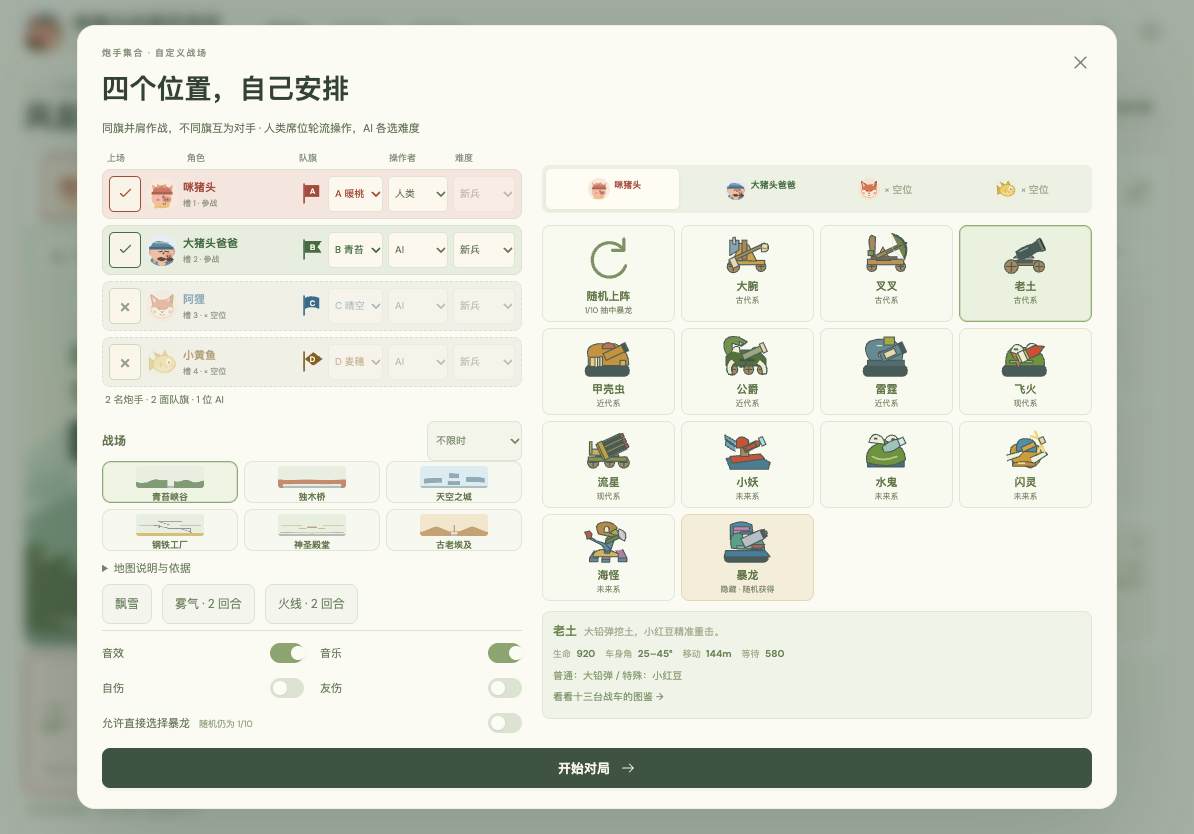 炮手集合 · 自定义战场
四个位置，自己安排
同旗并肩作战，不同旗互为对手 · 人类席位轮流操作，AI 各选难度
上场 角色 队旗 操作者 难度
咪猪头
槽 1 · 参战
A
A 暖桃 人类 新兵
大猪头爸爸
槽 2 · 参战
B
B 青苔 AI 新兵
阿狸
槽 3 · × 空位
C
C 晴空 AI 新兵
小黄鱼
槽 4 · × 空位
D
D 麦穗 AI 新兵
2 名炮手 · 2 面队旗 · 1 位 AI
战场 不限时
青苔峡谷 独木桥 天空之城
钢铁工厂 神圣殿堂 古老埃及
地图说明与依据
飘雪 雾气 · 2 回合 火线 · 2 回合
音效 音乐
自伤 友伤
允许直接选择暴龙 随机仍为 1/10
咪猪头 大猪头爸爸 × 空位 × 空位
随机上阵 大腕 叉叉 老土
1/10 抽中暴龙 古代系 古代系 古代系
甲壳虫 公爵 雷霆 飞火
近代系 近代系 近代系 现代系
流星 小妖 水鬼 闪灵
现代系 未来系 未来系 未来系
海怪 暴龙
未来系 隐藏 · 随机获得
老土 大铅弹挖土，小红豆精准重击。
生命 920 车身角 25–45° 移动 144m 等待 580
普通：大铅弹 / 特殊：小红豆
看看十三台战车的图鉴 →
开始对局 →